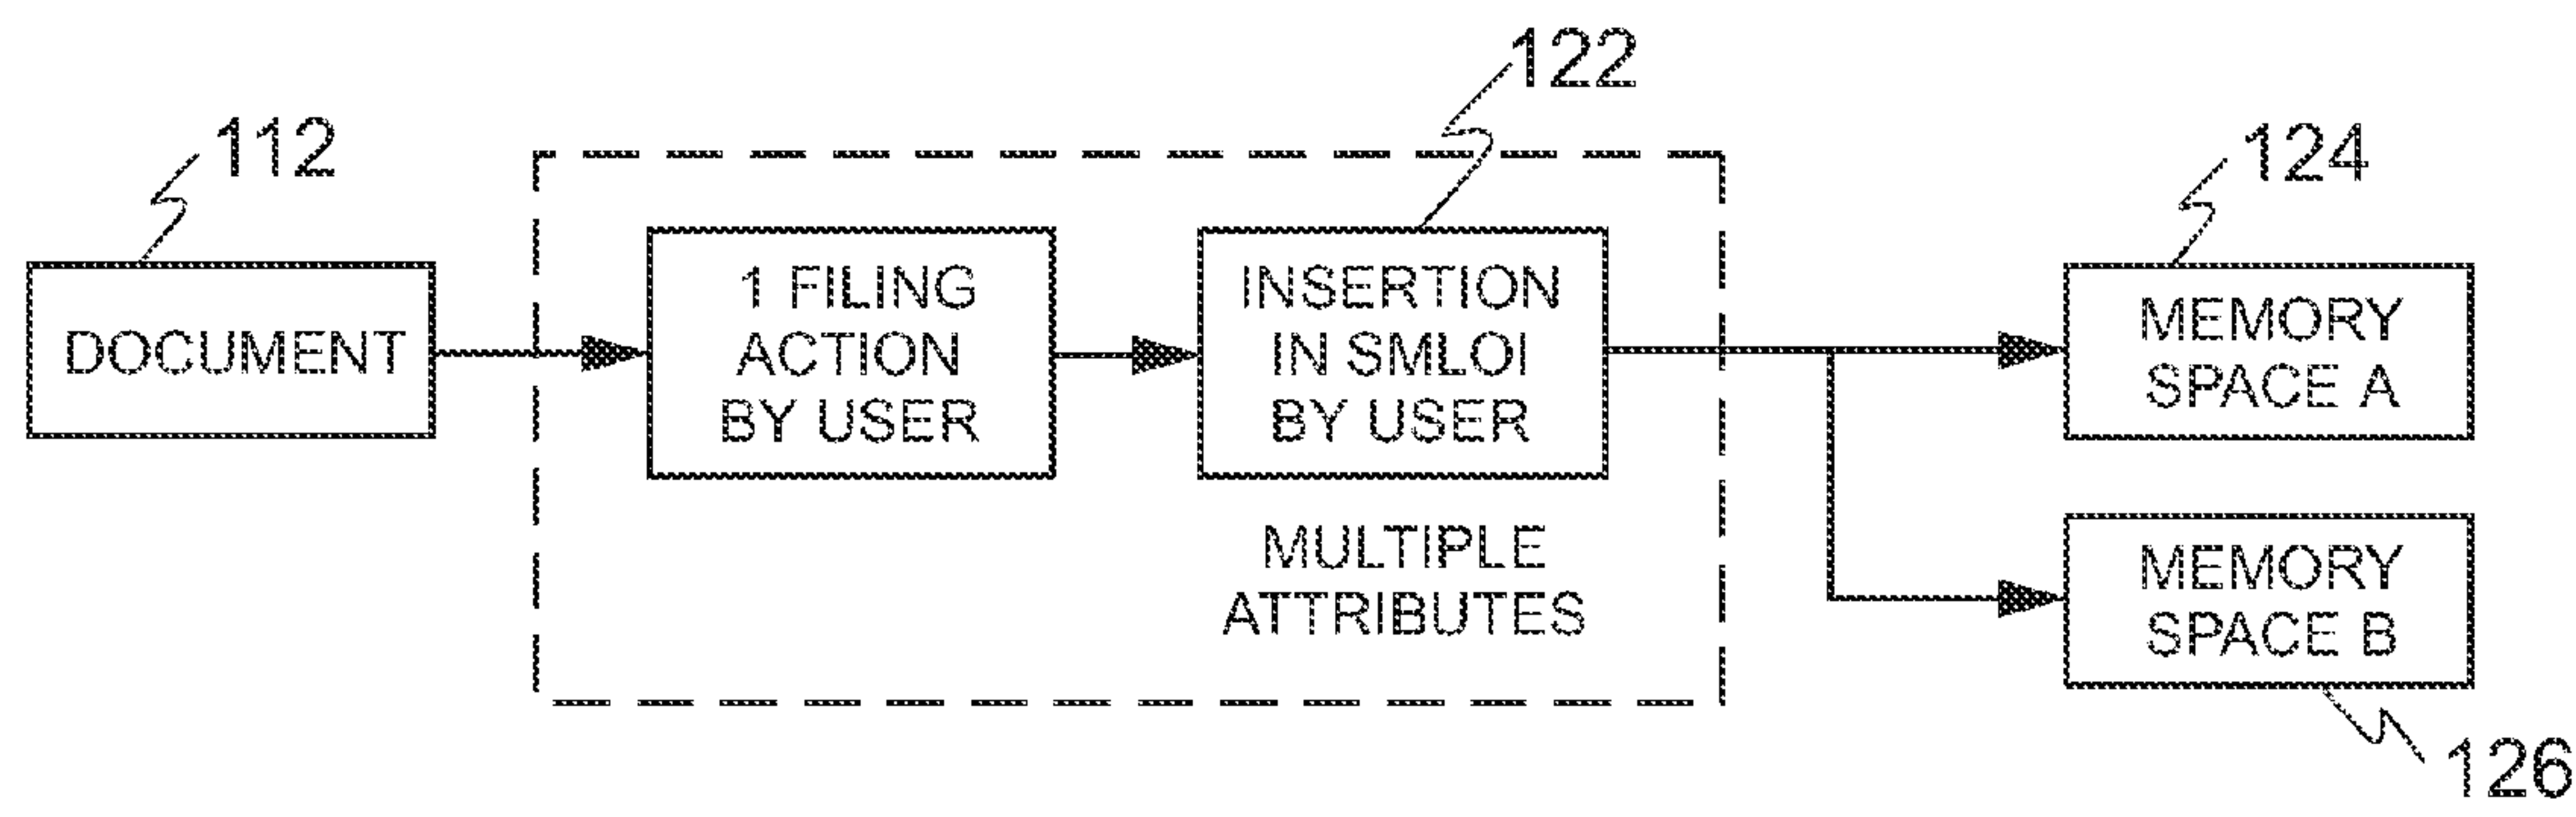 122
112
124
DOCUMENT
1 FILING
ACTION
BY USER
INSERTION
IN SMLOI
BY USER
MULTIPLE
ATTRIBUTES
MEMORY
SPACE A
MEMORY
SPACE B
126